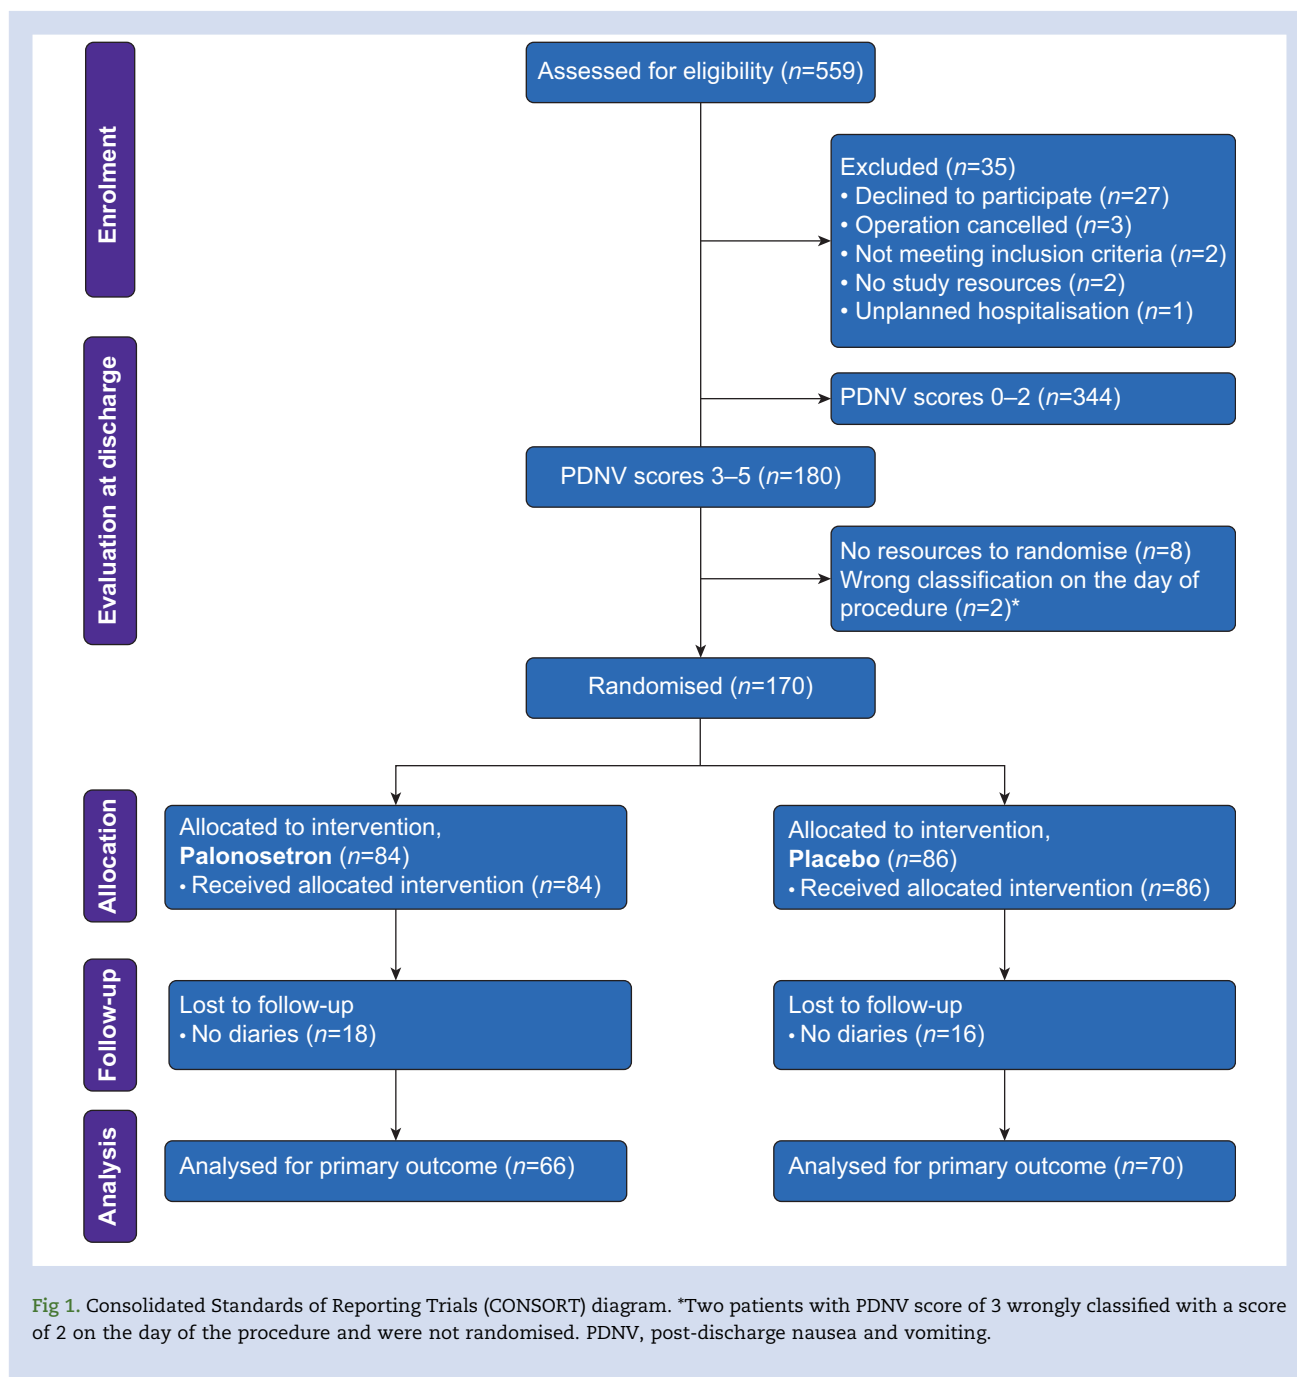 Enrolment
Assessed for eligibility (n=559)
Excluded (n=35)
• Declined to participate (n=27)
• Operation cancelled (n=3)
• Not meeting inclusion criteria (n=2)
• No study resources (n=2)
• Unplanned hospitalisation (n=1)
Evaluation at discharge
PDNV scores 0–2 (n=344)
PDNV scores 3–5 (n=180)
No resources to randomise (n=8)
Wrong classification on the day of
procedure (n=2)*
Randomised (n=170)
Allocation
Allocated to intervention,
Palonosetron (n=84)
• Received allocated intervention (n=84)
Allocated to intervention,
Placebo (n=86)
• Received allocated intervention (n=86)
Follow-up
Lost to follow-up
• No diaries (n=18)
Lost to follow-up
• No diaries (n=16)
Analysis
Analysed for primary outcome (n=66)
Analysed for primary outcome (n=70)
Fig 1. Consolidated Standards of Reporting Trials (CONSORT) diagram. *Two patients with PDNV score of 3 wrongly classified with a score
of 2 on the day of the procedure and were not randomised. PDNV, post-discharge nausea and vomiting.